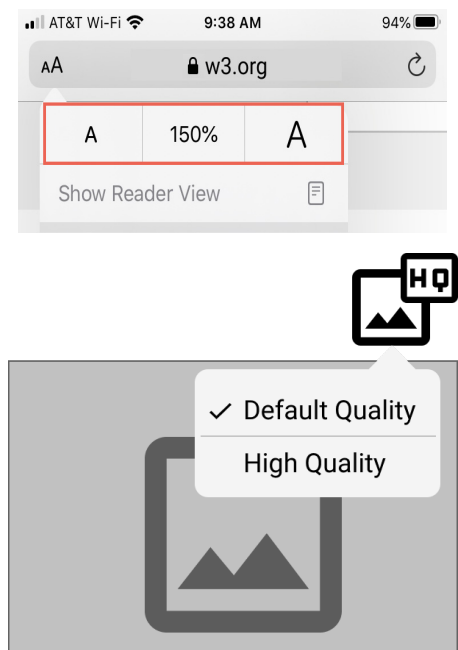 AT&T Wi-Fi 9:38 AM 94%
AA w3.org
A 150% A
Show Reader View
HQ
Default Quality
High Quality